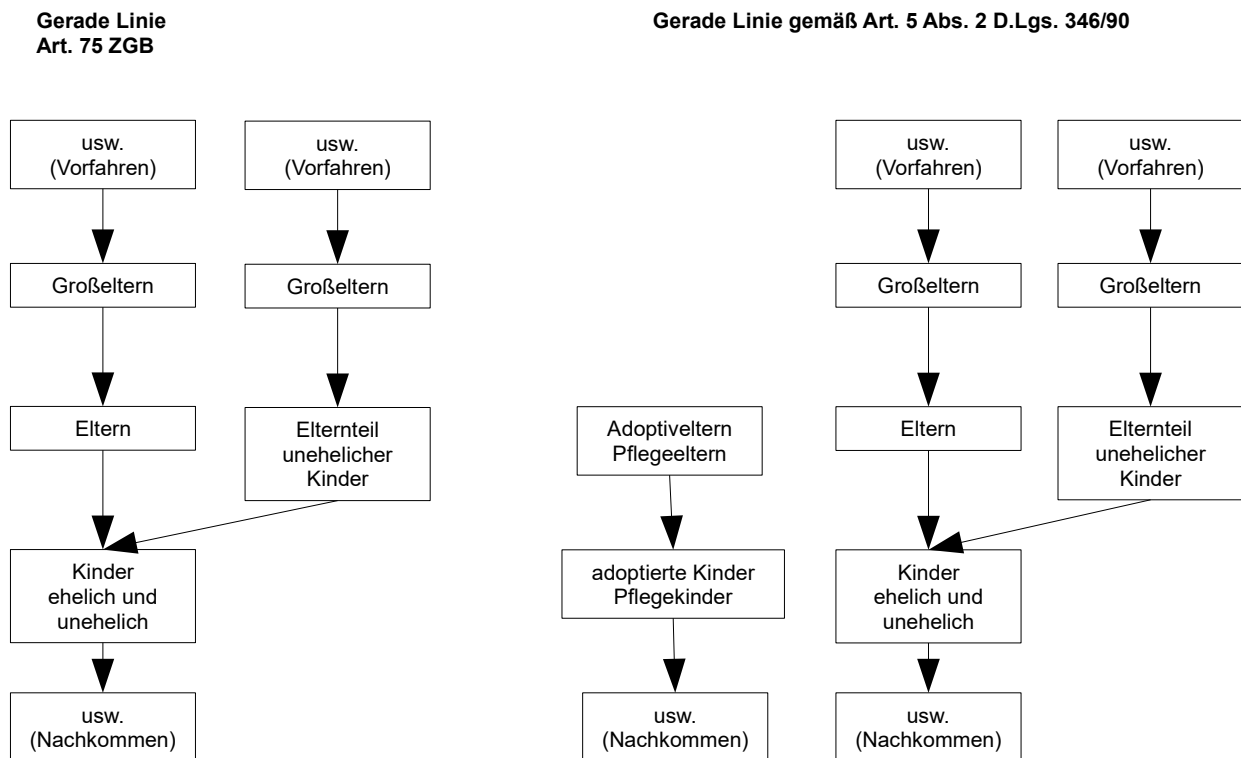 Gerade Linie
Art. 75 ZGB
Gerade Linie gemäß Art. 5 Abs. 2 D.Lgs. 346/90
usw.
(Vorfahren)
usw.
(Vorfahren)
usw.
(Vorfahren)
usw.
(Vorfahren)
Großeltern
Großeltern
Großeltern
Großeltern
Eltern
Elternteil
unehelicher
Kinder
Adoptiveltern
Pflegeeltern
Eltern
Elternteil
unehelicher
Kinder
Kinder
ehelich und
unehelich
adoptierte Kinder
Pflegekinder
Kinder
ehelich und
unehelich
usw.
(Nachkommen)
usw.
(Nachkommen)
usw.
(Nachkommen)